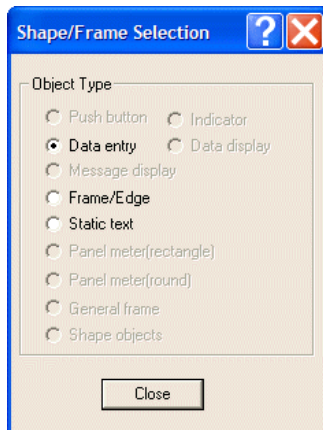 Shape/Frame Selection
Object Type
Push button Indicator
Data entry Data display
Message display
Frame/Edge
Static text
Panel meter(rectangle)
Panel meter(round)
General frame
Shape objects
Close